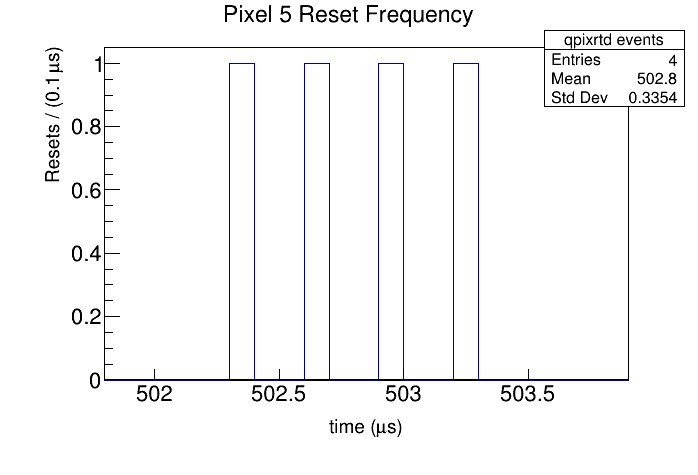 Pixel 5 Reset Frequency
qpixrtd events
Entries 4
Mean 502.8
Std Dev 0.3354
Resets / (0.1 μs)
1
0.8
0.6
0.4
0.2
0
502 502.5 503 503.5
time (μs)